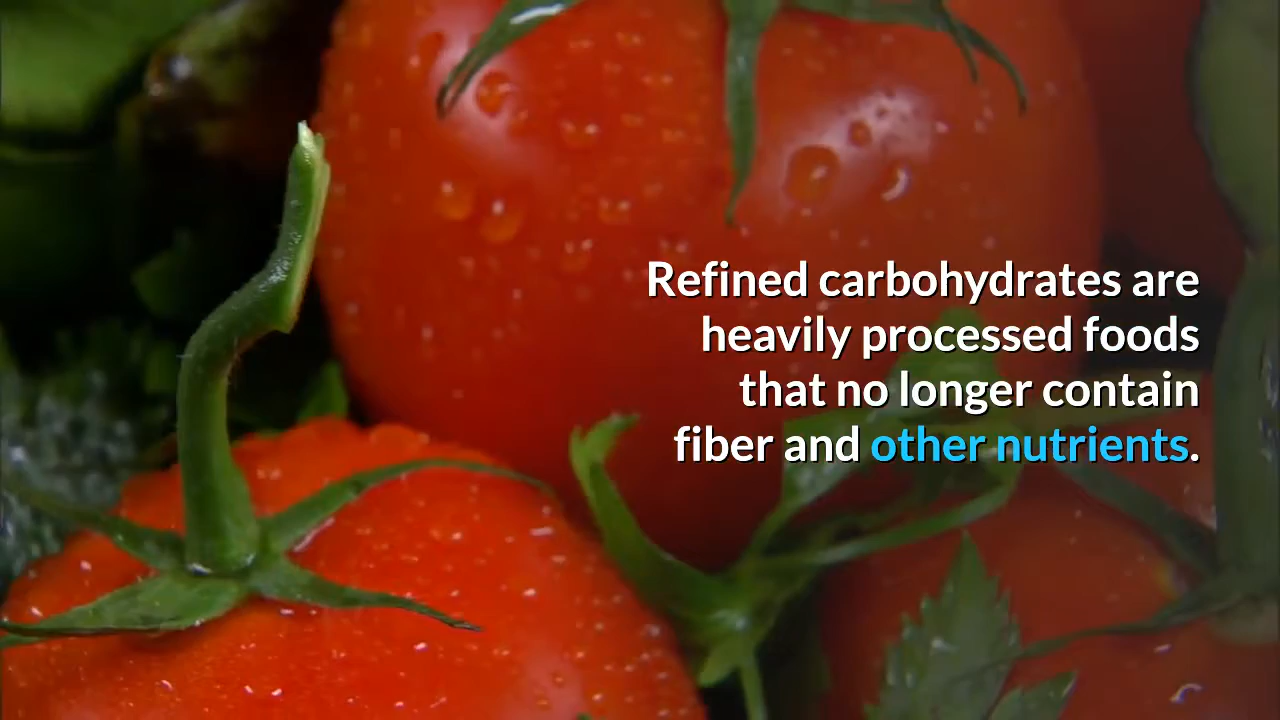 Refined carbohydrates are
heavily processed foods
that no longer contain
fiber and other nutrients.